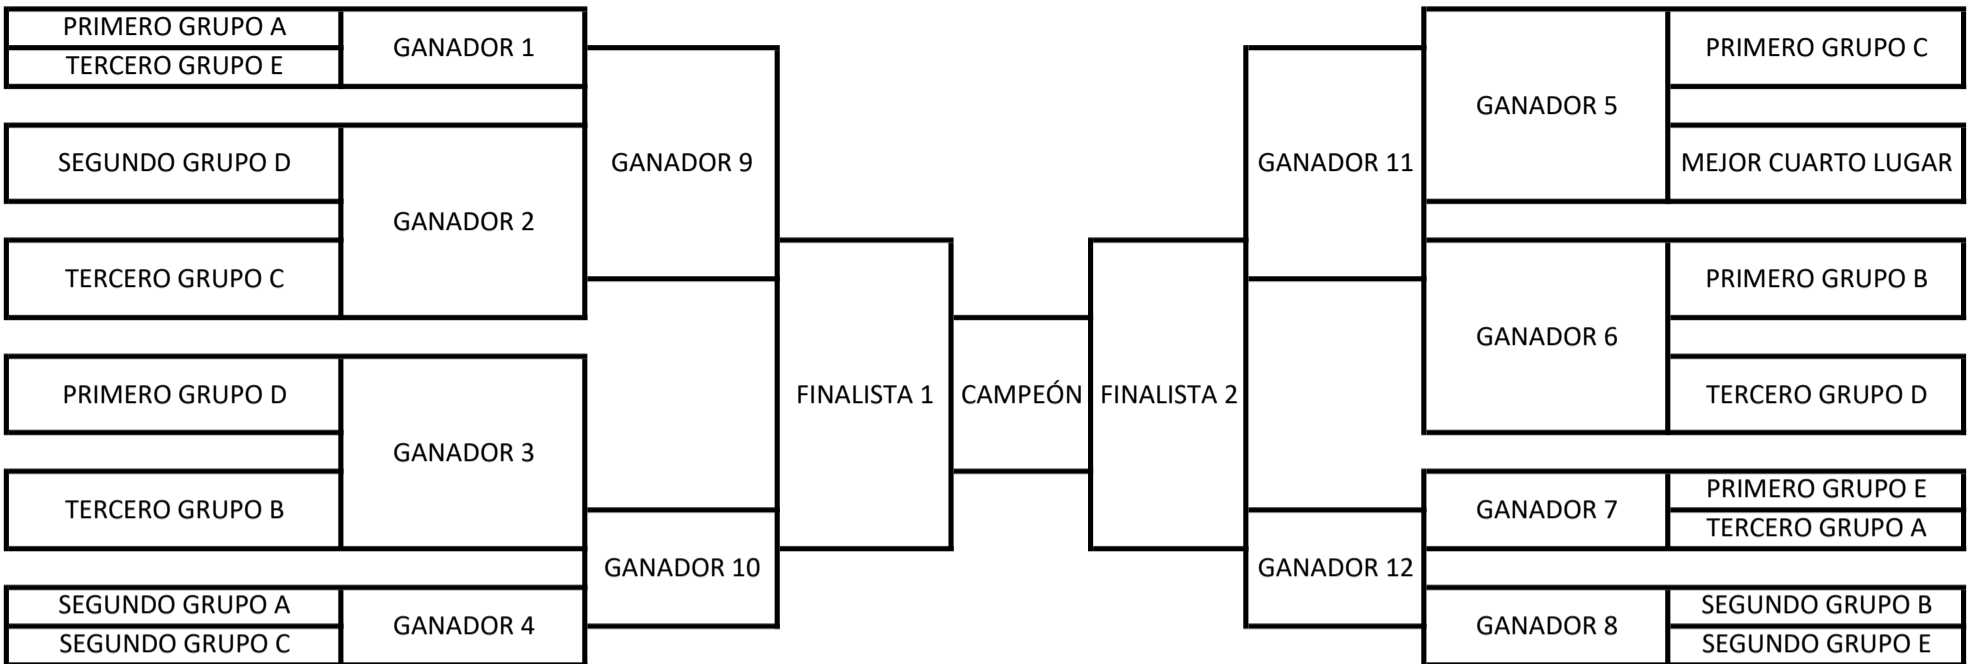 PRIMERO GRUPO A
TERCERO GRUPO E
GANADOR 1
SEGUNDO GRUPO D
TERCERO GRUPO C
GANADOR 2
PRIMERO GRUPO D
TERCERO GRUPO B
GANADOR 3
SEGUNDO GRUPO A
SEGUNDO GRUPO C
GANADOR 4
GANADOR 9
GANADOR 10
FINALISTA 1
CAMPEÓN
FINALISTA 2
GANADOR 11
GANADOR 12
GANADOR 5
PRIMERO GRUPO C
MEJOR CUARTO LUGAR
GANADOR 6
PRIMERO GRUPO B
TERCERO GRUPO D
GANADOR 7
PRIMERO GRUPO E
TERCERO GRUPO A
GANADOR 8
SEGUNDO GRUPO B
SEGUNDO GRUPO E